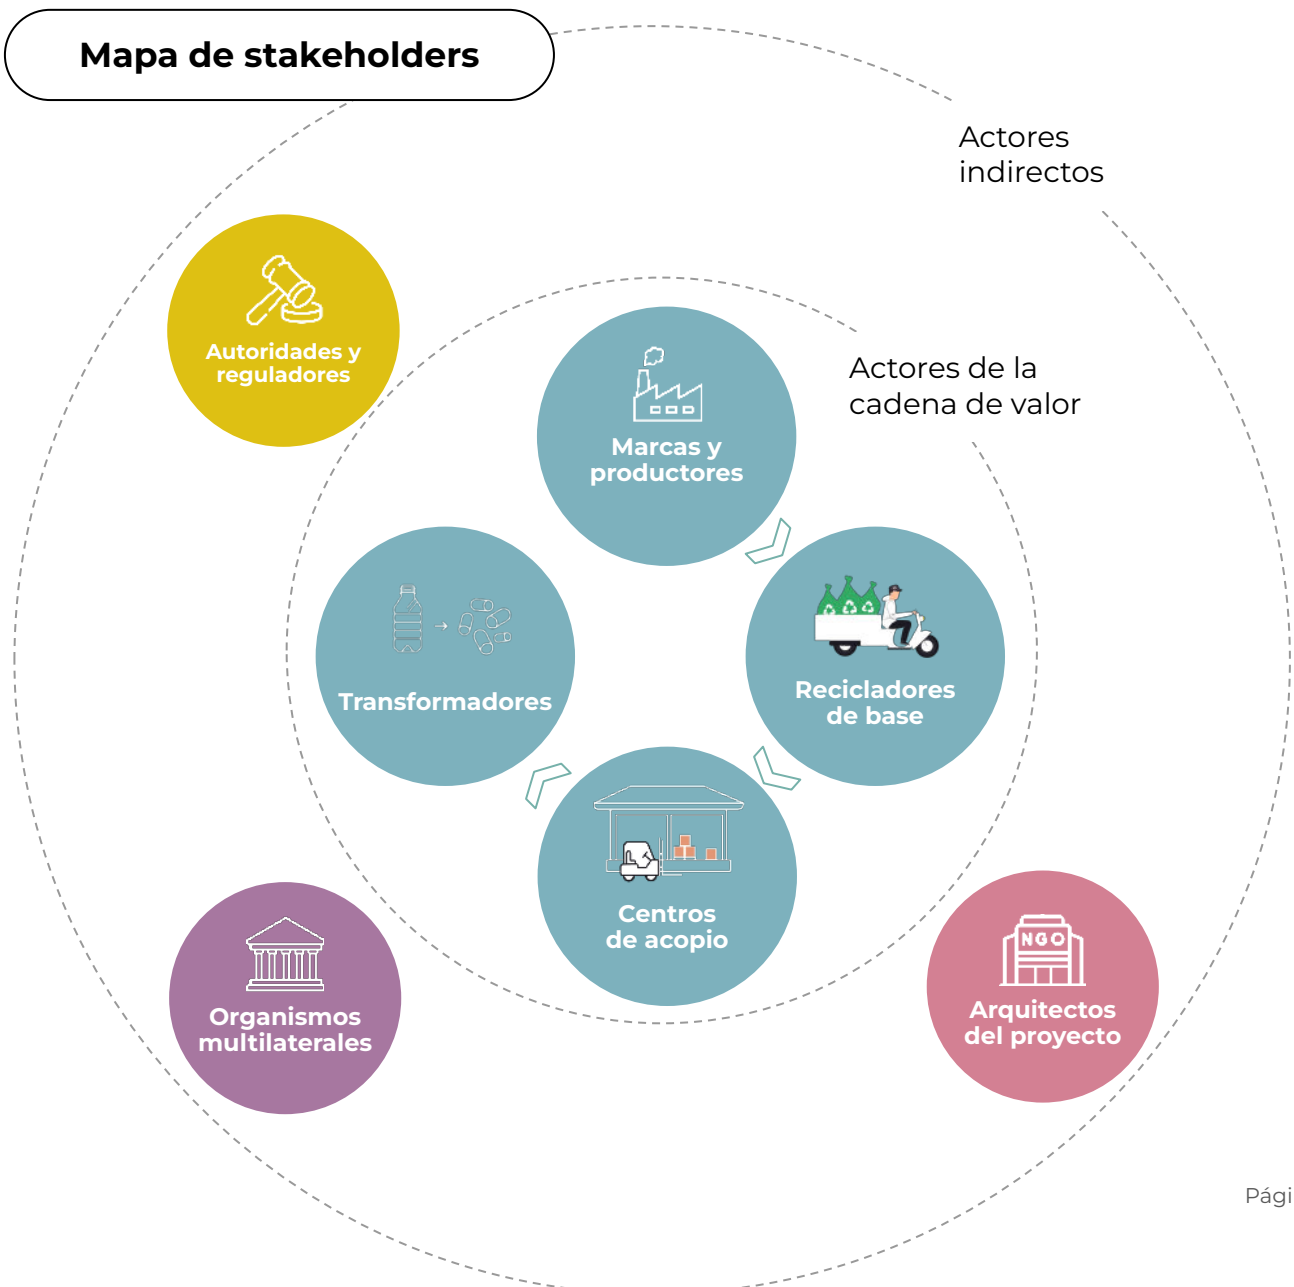 Mapa de stakeholders
Actores
indirectos
Autoridades y
reguladores
Marcas y
productores
Actores de la
cadena de valor
Transformadores
Recicladores
de base
Centros
de acopio
Organismos
multilaterales
NGO
Arquitectos
del proyecto
Pági